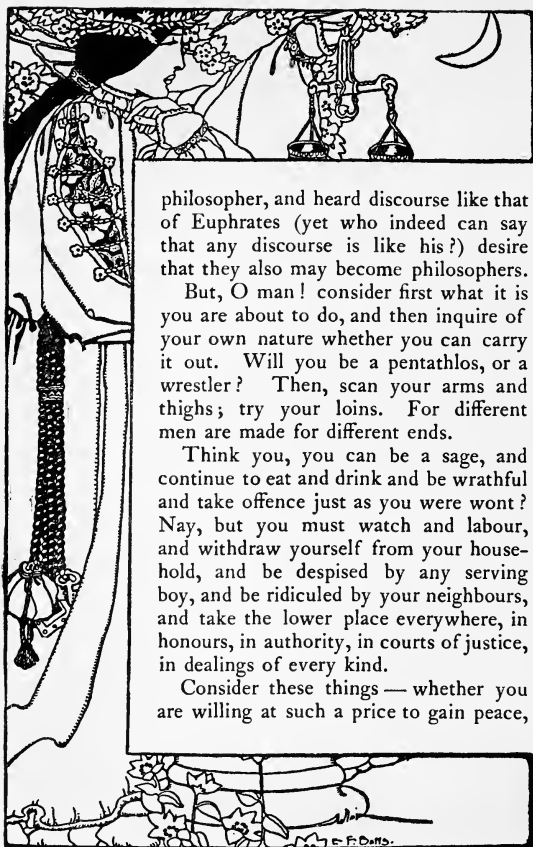 philosopher, and heard discourse like that
of Euphrates (yet who indeed can say
that any discourse is like his?) desire
that they also may become philosophers.
But, O man! consider first what it is
you are about to do, and then inquire of
your own nature whether you can carry
it out. Will you be a pentathlos, or a
wrestler? Then, scan your arms and
thighs; try your loins. For different
men are made for different ends.
Think you, you can be a sage, and
continue to eat and drink and be wrathful
and take offence just as you were wont?
Nay, but you must watch and labour,
and withdraw yourself from your house-
hold, and be despised by any serving
boy, and be ridiculed by your neighbours,
and take the lower place everywhere, in
honours, in authority, in courts of justice,
in dealings of every kind.
Consider these things — whether you
are willing at such a price to gain peace,